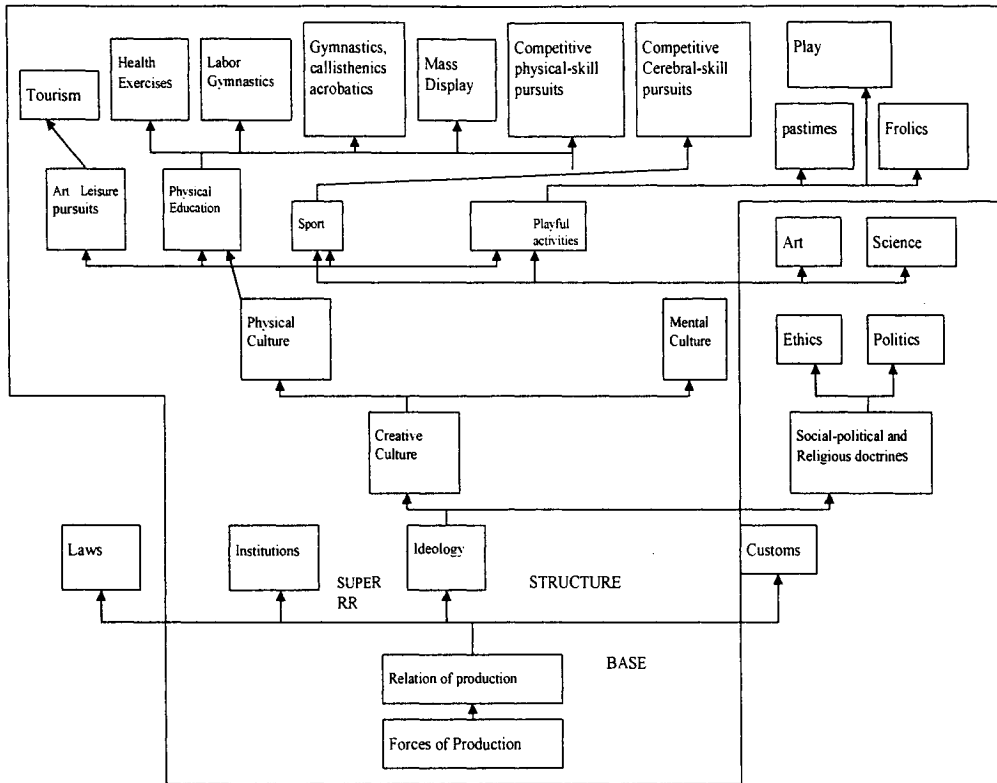 Tourism
Health
Exercises
Labor
Gymnastics
Gymnastics,
callisthenics
acrobatics
Mass
Display
Competitive
physical-skill
pursuits
Competitive
Cerebral-skill
pursuits
Play
pastimes
Frolics
Art Leisure
pursuits
Physical
Education
Sport
Playful
activities
Art
Science
Physical
Culture
Mental
Culture
Ethics
Politics
Creative
Culture
Social-political and
Religious doctrines
Laws
Institutions
Ideology
Customs
SUPER
RR
STRUCTURE
BASE
Relation of production
Forces of Production